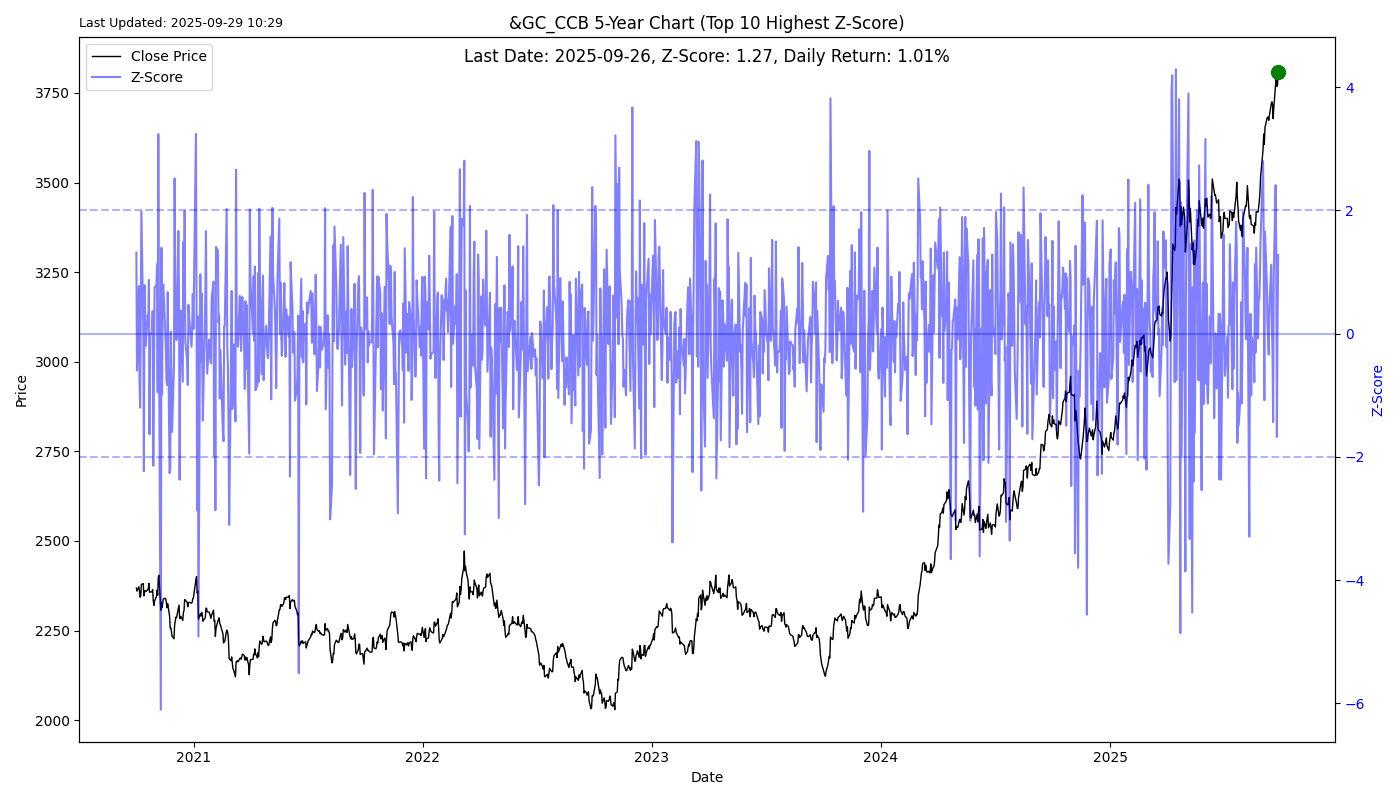 Last Updated: 2025-09-29 10:29
&GC_CCB 5-Year Chart (Top 10 Highest Z-Score)
Last Date: 2025-09-26, Z-Score: 1.27, Daily Return: 1.01%
Close Price
Z-Score
3750
3500
3250
3000
2750
2500
2250
2000
Price
4
2
0
−2
−4
−6
Z-Score
2021
2022
2023
2024
2025
Date